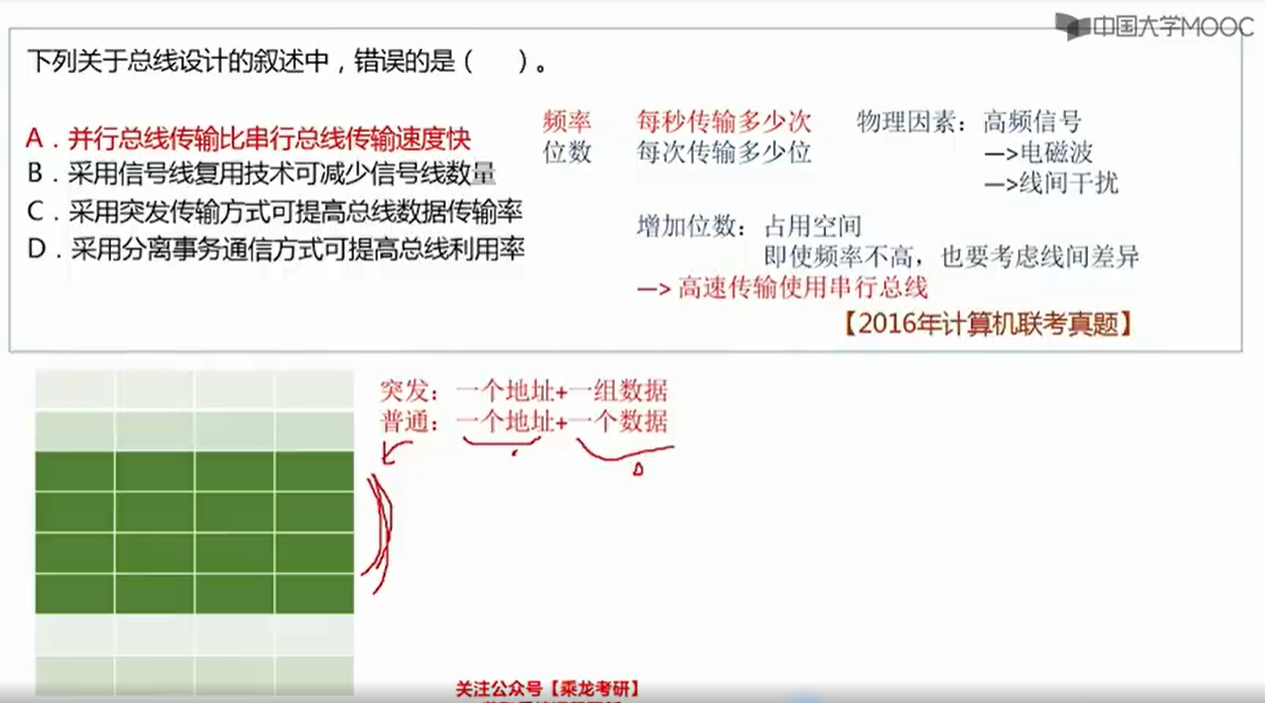 中国大学MOOC
下列关于总线设计的叙述中，错误的是（ ）。
A．并行总线传输比串行总线传输速度快
B．采用信号线复用技术可减少信号线数量
C．采用突发传输方式可提高总线数据传输率
D．采用分离事务通信方式可提高总线利用率
频率 每秒传输多少次
位数 每次传输多少位
物理因素：高频信号
—>电磁波
—>线间干扰
增加位数：占用空间
即使频率不高，也要考虑线间差异
—> 高速传输使用串行总线
【2016年计算机联考真题】
突发：一个地址+一组数据
普通：一个地址+一个数据
关注公众号【乘龙考研】